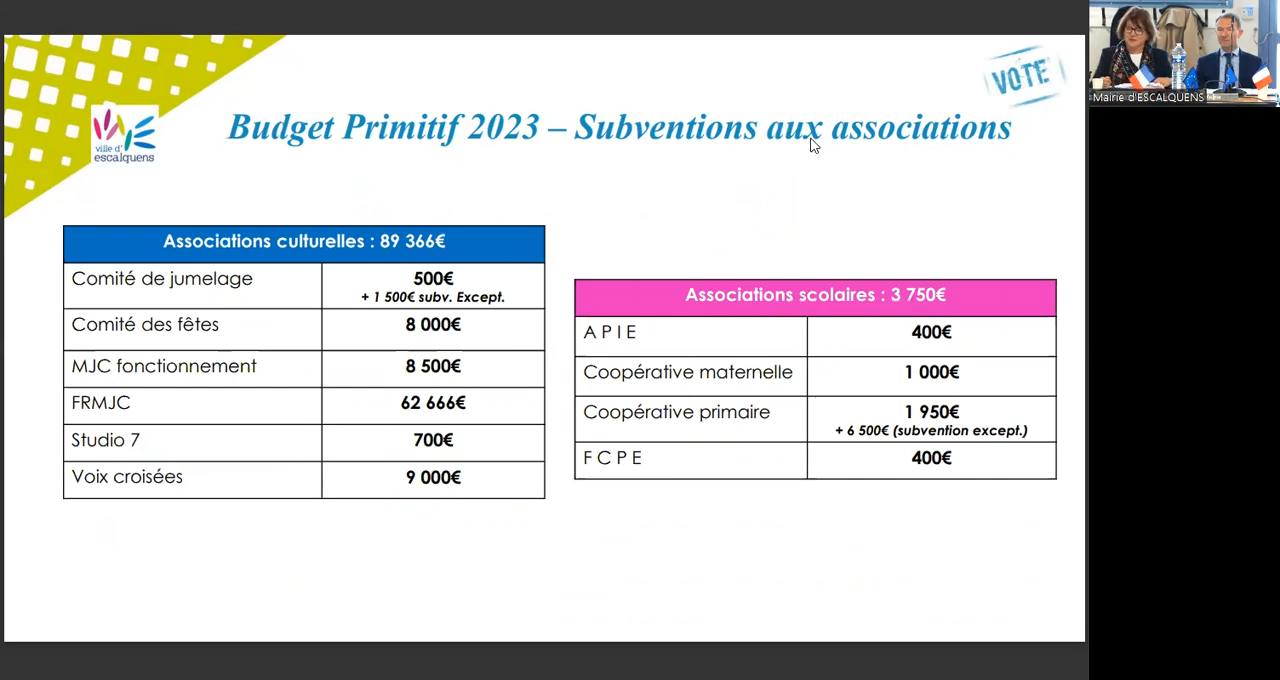 VOTE
ville d'
escalquens
Budget Primitif 2023 – Subventions aux associations
Associations culturelles : 89 366€
Comité de jumelage 500€
+ 1 500€ subv. Except.
Comité des fêtes 8 000€
MJC fonctionnement 8 500€
FRMJC 62 666€
Studio 7 700€
Voix croisées 9 000€
Associations scolaires : 3 750€
A P I E 400€
Coopérative maternelle 1 000€
Coopérative primaire 1 950€
+ 6 500€ (subvention except.)
F C P E 400€
Mairie d'ESCALQUENS